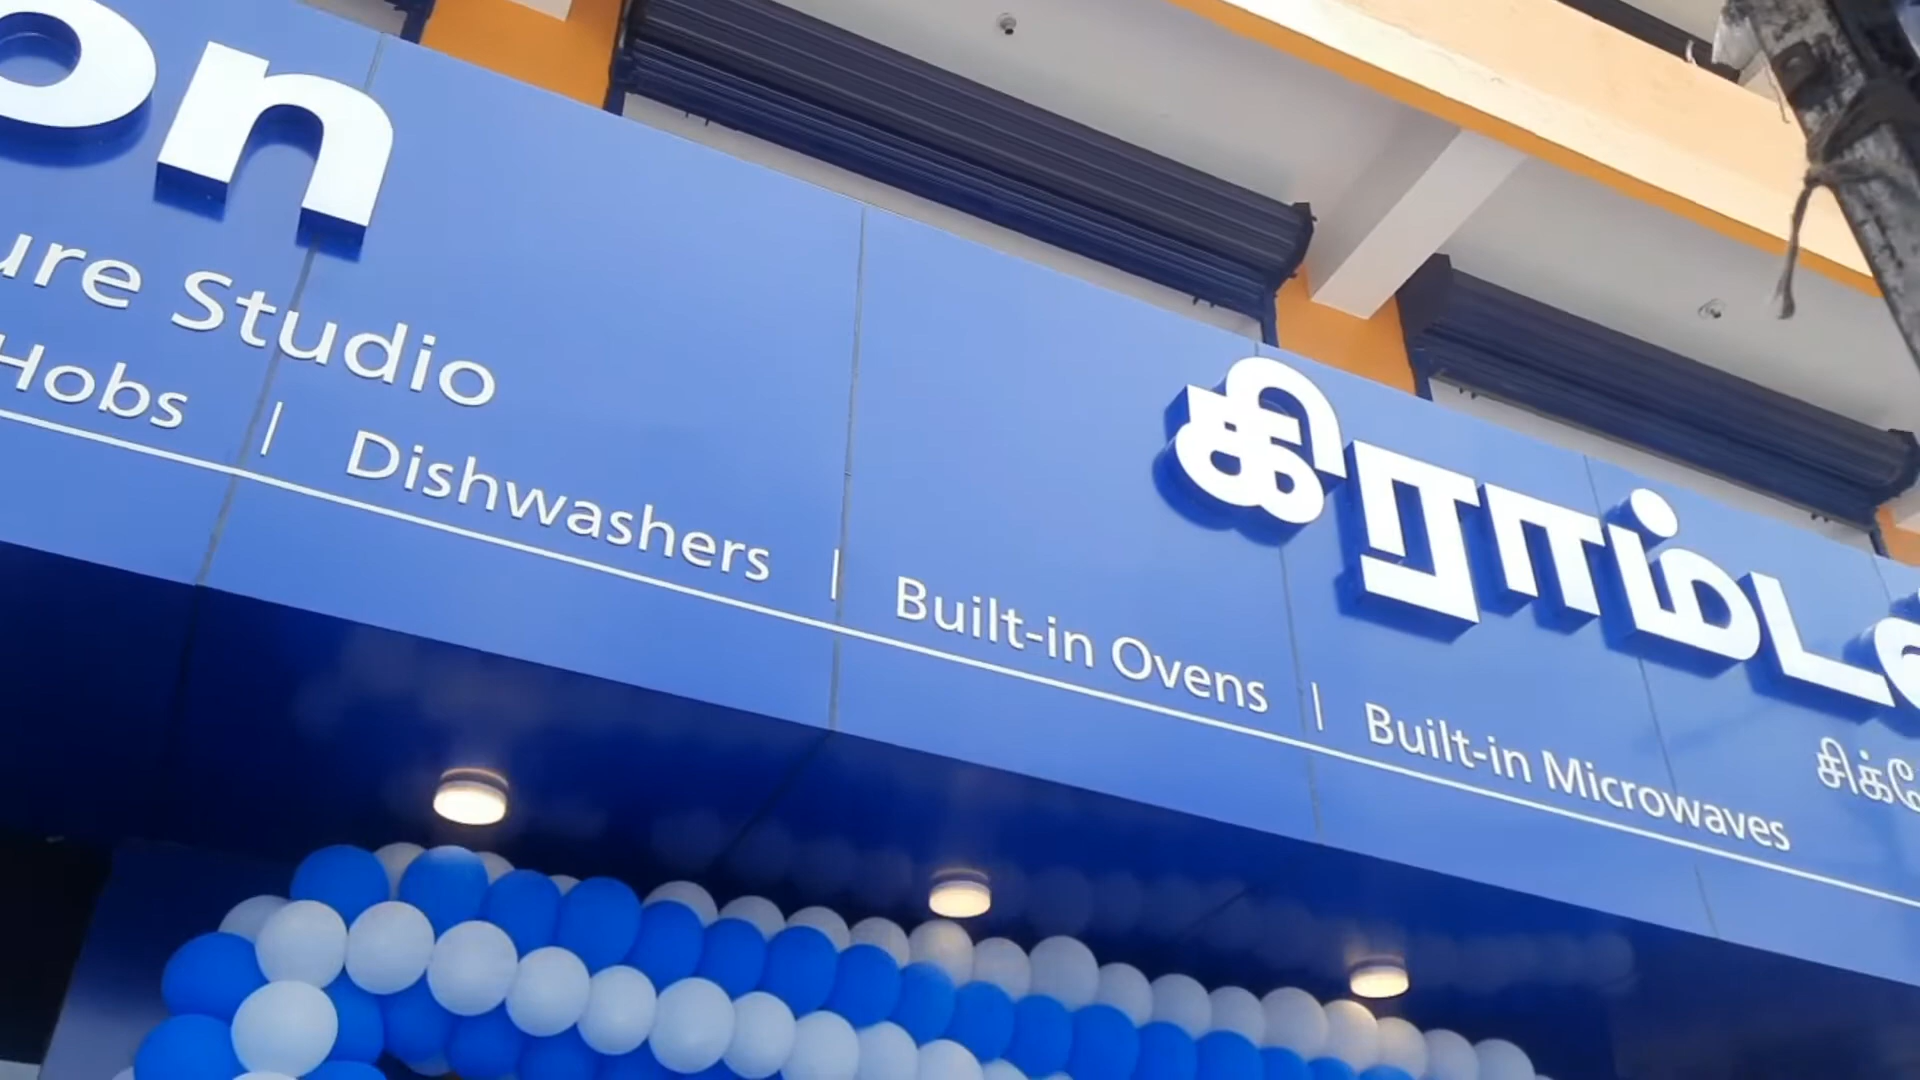 on
ure Studio
Hobs | Dishwashers | Built-in Ovens | Built-in Microwaves
கிராம்ட
சிக்